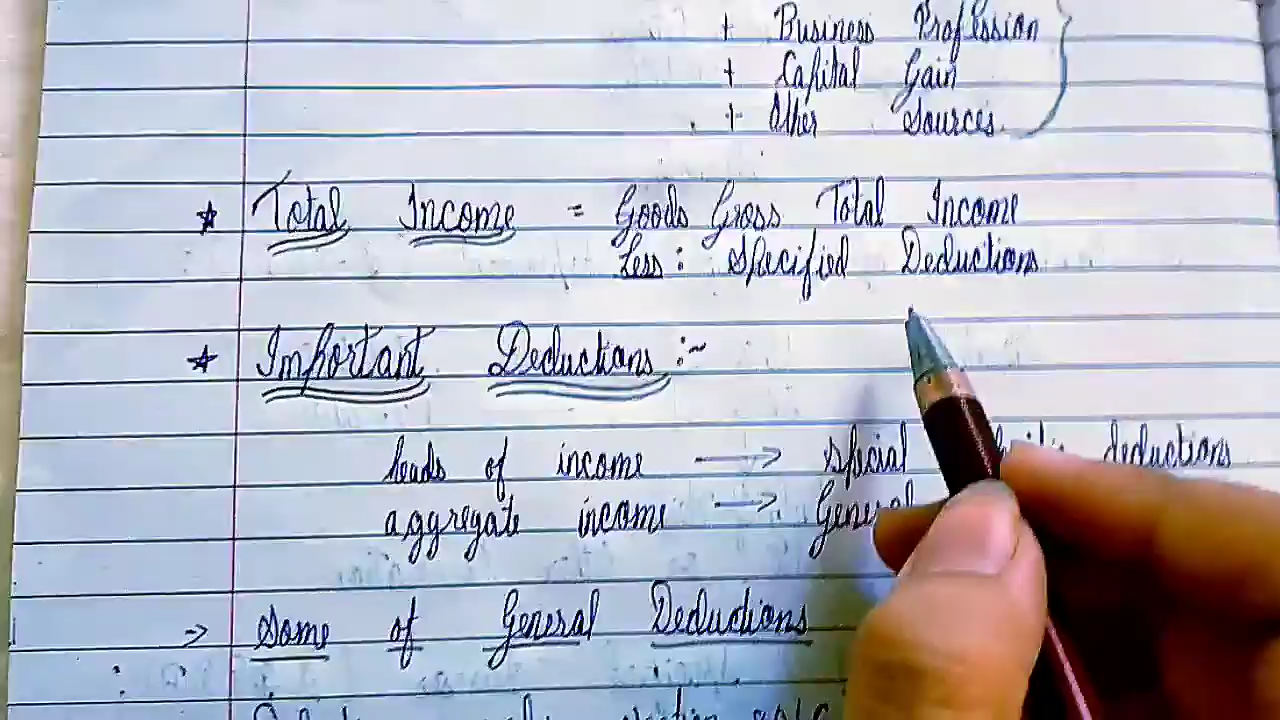 + Business Profession
+ Capital Gain
+ Other Sources
★ Total Income = Goods Gross Total Income
Less: Specified Deductions
★ Important Deductions :-
heads of income → special deductions
aggregate income → General
→ Some of General Deductions